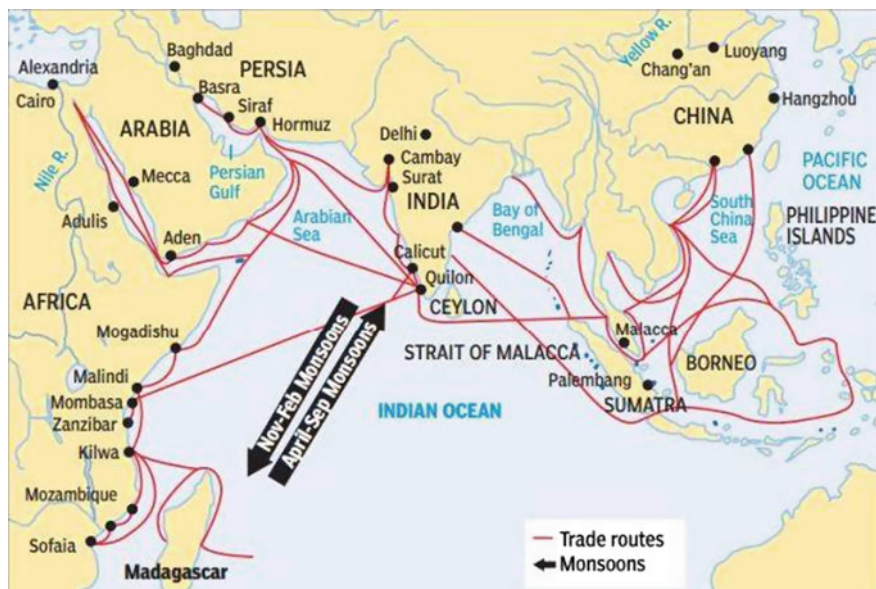 Baghdad
Alexandria
Cairo
Basra
PERSIA
Siraf
Hormuz
ARABIA
Nile R.
Mecca
Persian
Gulf
Adulis
Aden
Arabian
Sea
Delhi
Cambay
Surat
INDIA
Bay of
Bengal
Yellow R.
Luoyang
Chang'an
Hangzhou
CHINA
PACIFIC
OCEAN
South
China
Sea
PHILIPPINE
ISLANDS
Calicut
Quilon
CEYLON
AFRICA
Mogadishu
Malindi
Mombasa
Zanzibar
Kilwa
Mozambique
Sofaia
Madagascar
Nov-Feb Monsoons
April-Sep Monsoons
STRAIT OF MALACCA
Malacca
Palembang
SUMATRA
BORNEO
INDIAN OCEAN
Trade routes
Monsoons